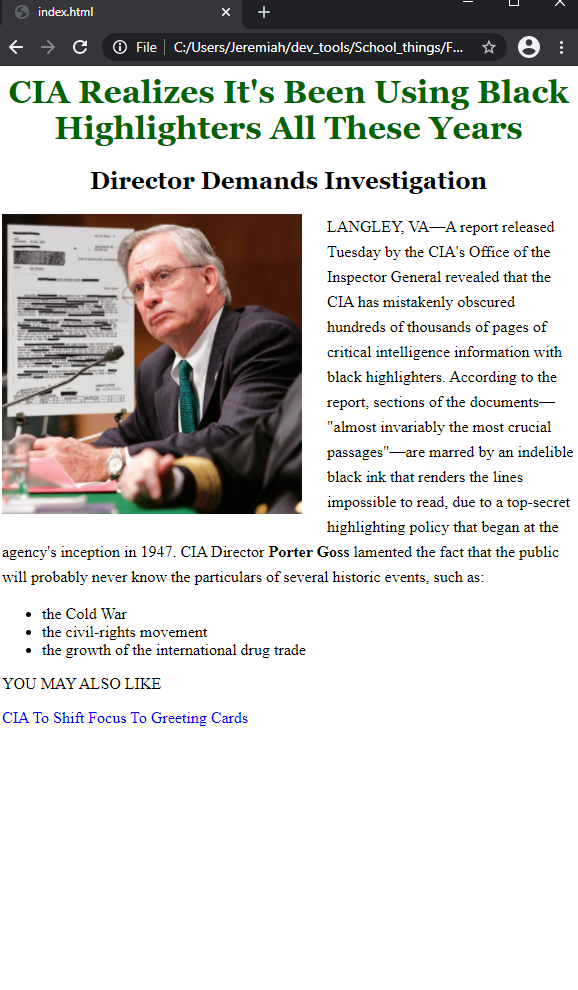 index.html
File
C:/Users/Jeremiah/dev_tools/School_things/F...
CIA Realizes It's Been Using Black
Highlighters All These Years
Director Demands Investigation
LANGLEY, VA—A report released
Tuesday by the CIA's Office of the
Inspector General revealed that the
CIA has mistakenly obscured
hundreds of thousands of pages of
critical intelligence information with
black highlighters. According to the
report, sections of the documents—
"almost invariably the most crucial
passages"—are marred by an indelible
black ink that renders the lines
impossible to read, due to a top-secret
highlighting policy that began at the
agency's inception in 1947. CIA Director Porter Goss lamented the fact that the public
will probably never know the particulars of several historic events, such as:
• the Cold War
• the civil-rights movement
• the growth of the international drug trade
YOU MAY ALSO LIKE
CIA To Shift Focus To Greeting Cards